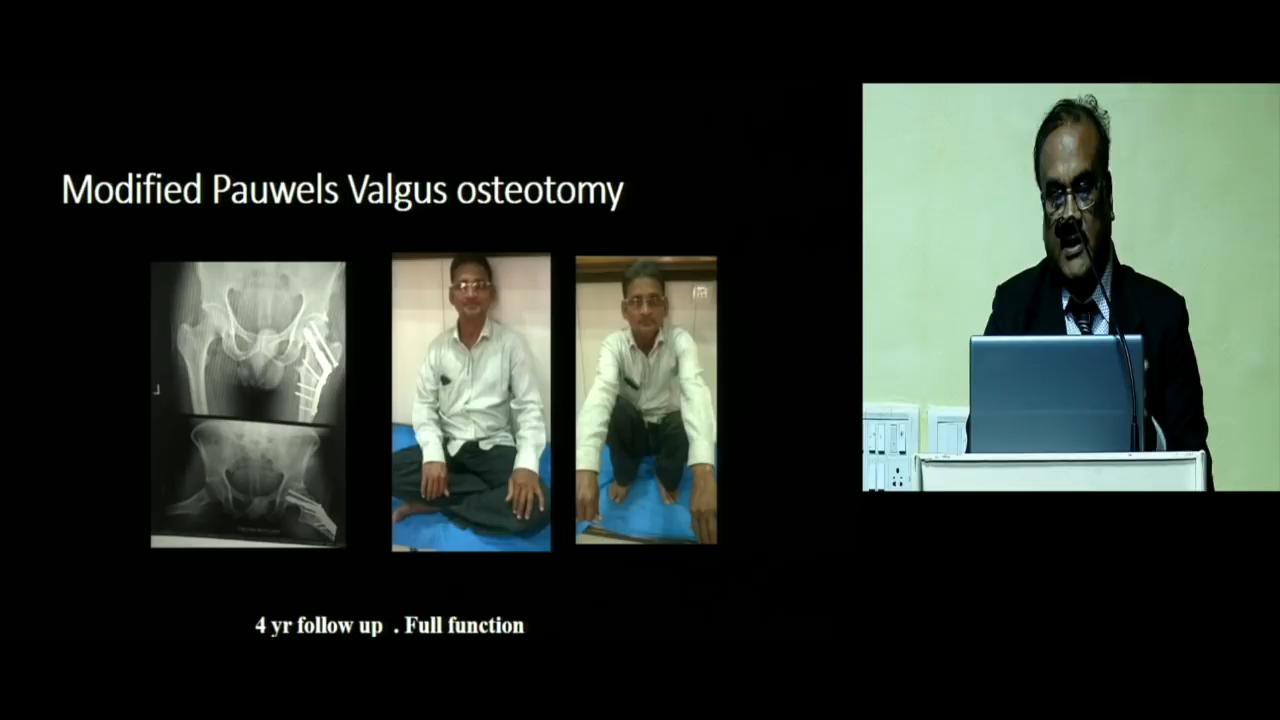 Modified Pauwels Valgus osteotomy
L
4 yr follow up . Full function